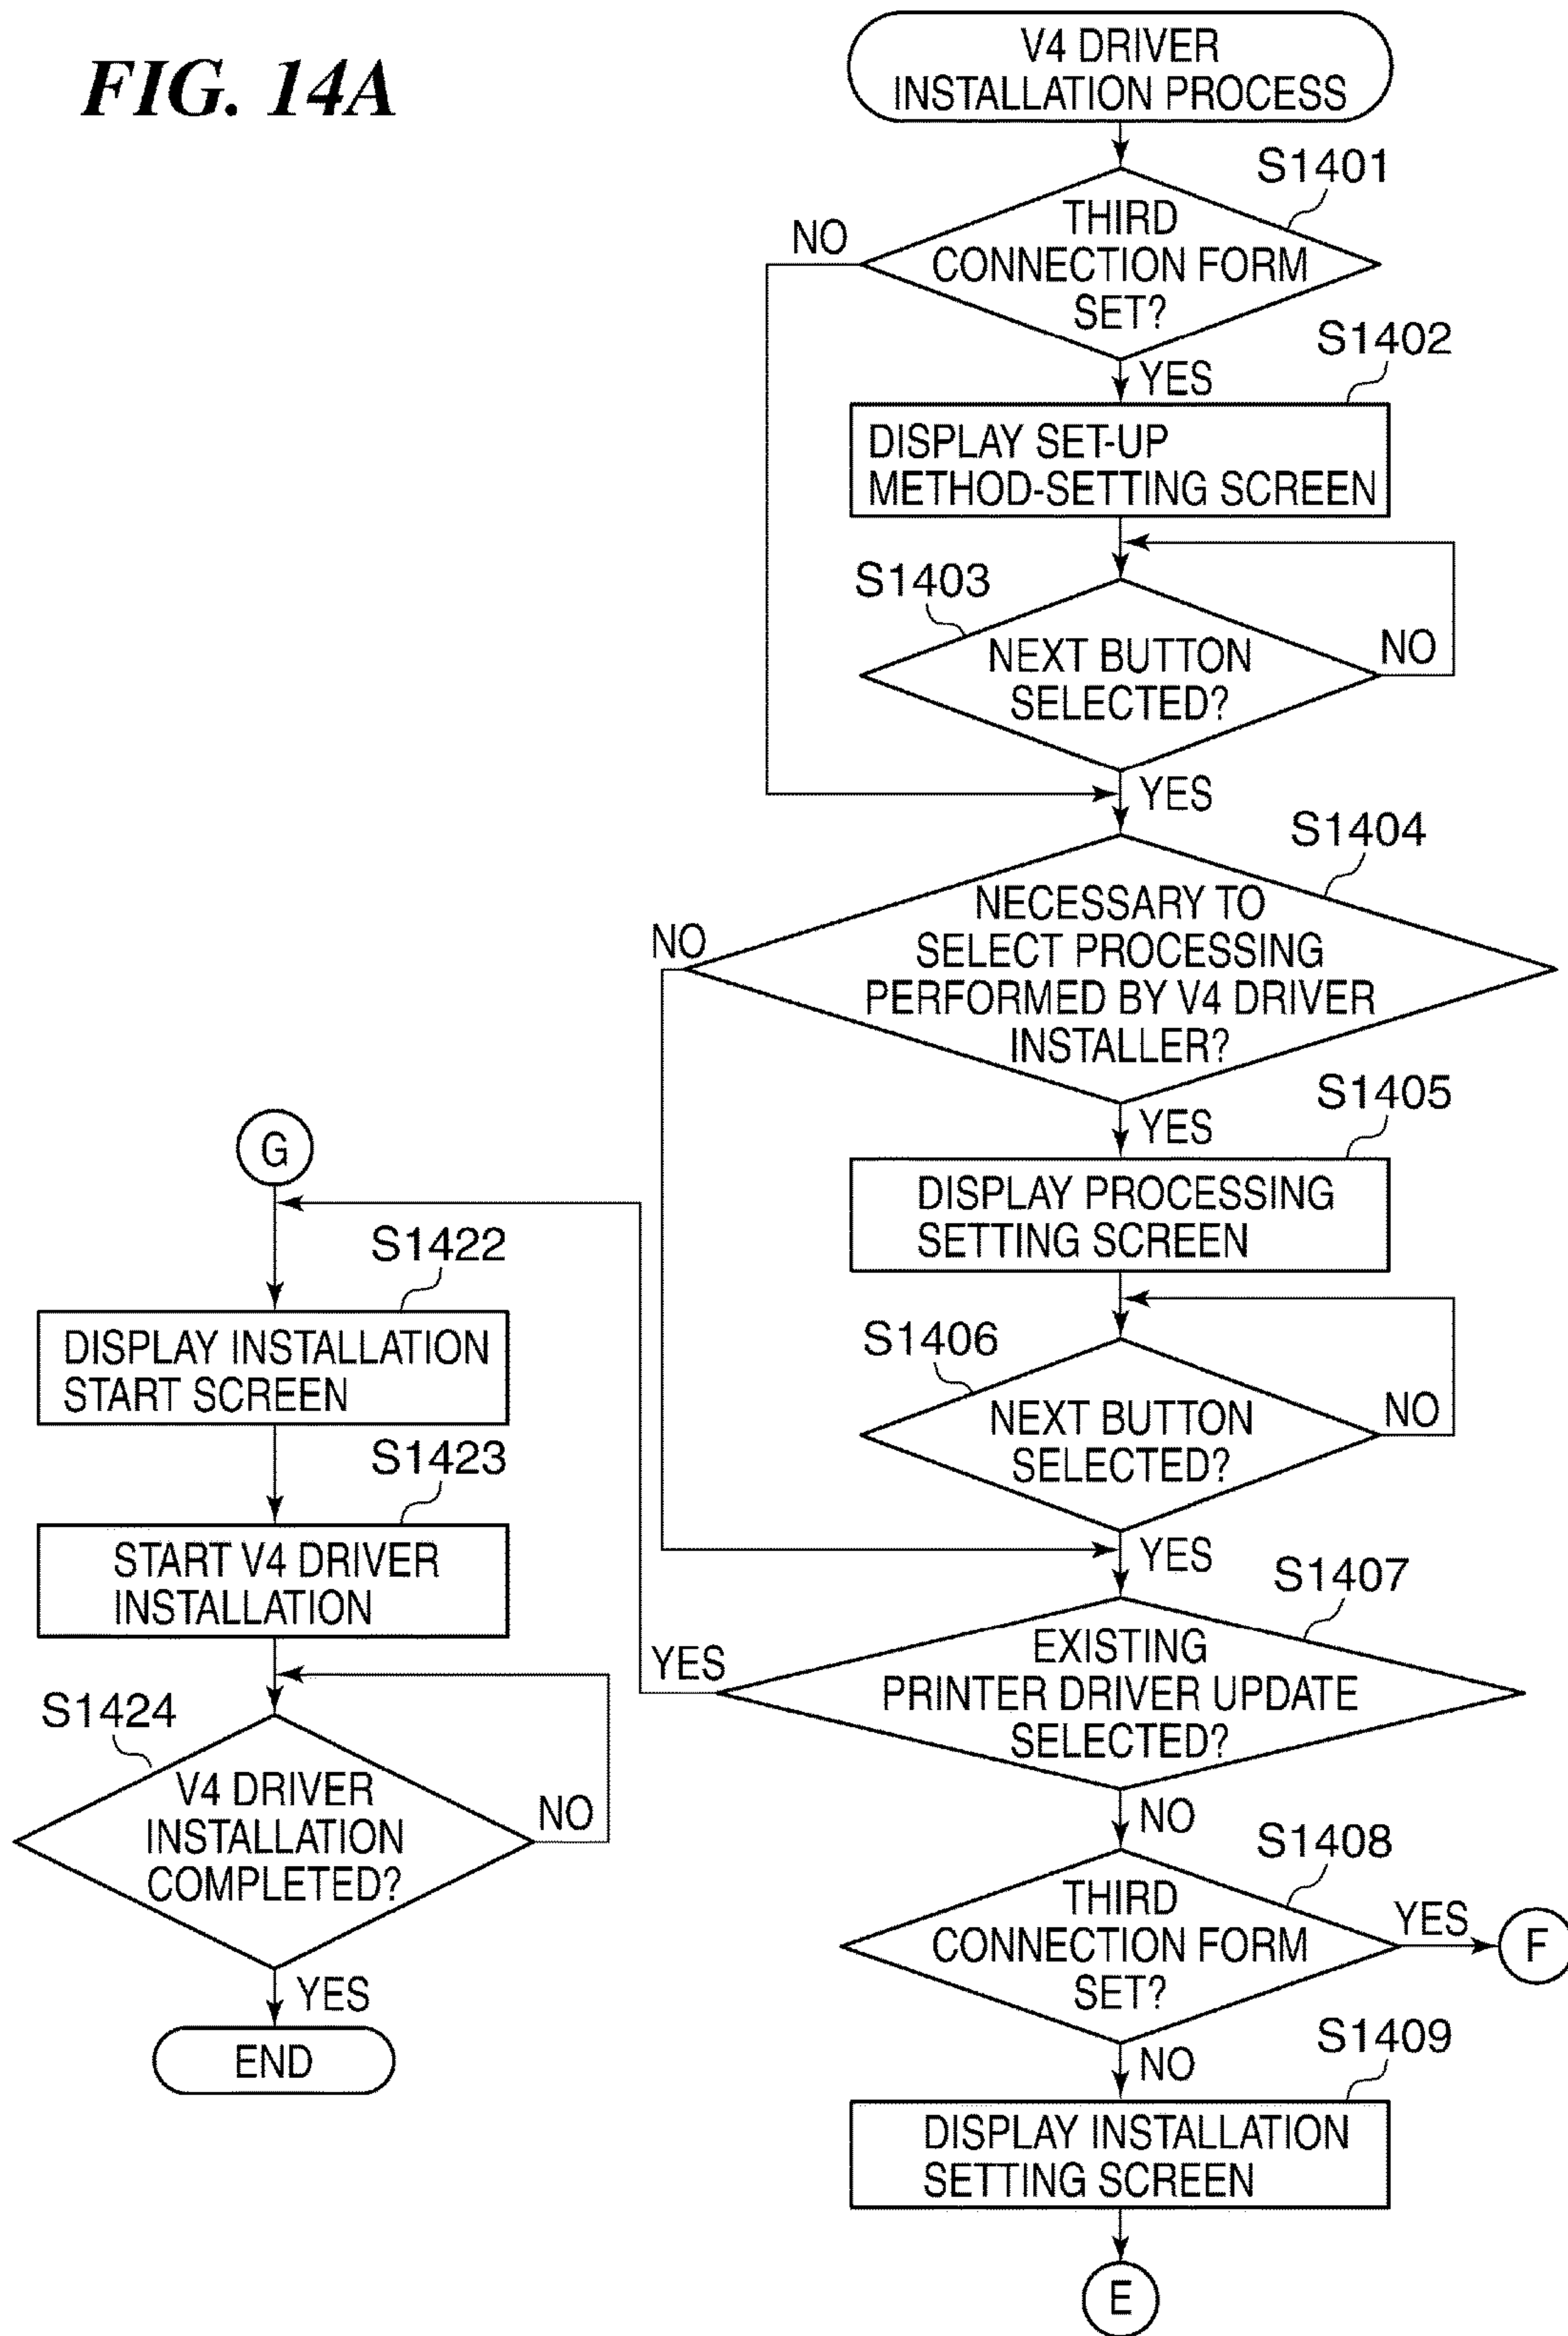 FIG. 14A
V4 DRIVER
INSTALLATION PROCESS
S1401
THIRD
CONNECTION FORM
SET?
NO
YES
S1402
DISPLAY SET-UP
METHOD-SETTING SCREEN
S1403
NEXT BUTTON
SELECTED?
NO
YES
S1404
NECESSARY TO
SELECT PROCESSING
PERFORMED BY V4 DRIVER
INSTALLER?
NO
YES
S1405
DISPLAY PROCESSING
SETTING SCREEN
S1406
NEXT BUTTON
SELECTED?
NO
YES
S1407
EXISTING
PRINTER DRIVER UPDATE
SELECTED?
YES
NO
S1408
THIRD
CONNECTION FORM
SET?
YES
F
NO
S1409
DISPLAY INSTALLATION
SETTING SCREEN
E
G
S1422
DISPLAY INSTALLATION
START SCREEN
S1423
START V4 DRIVER
INSTALLATION
S1424
V4 DRIVER
INSTALLATION
COMPLETED?
NO
YES
END